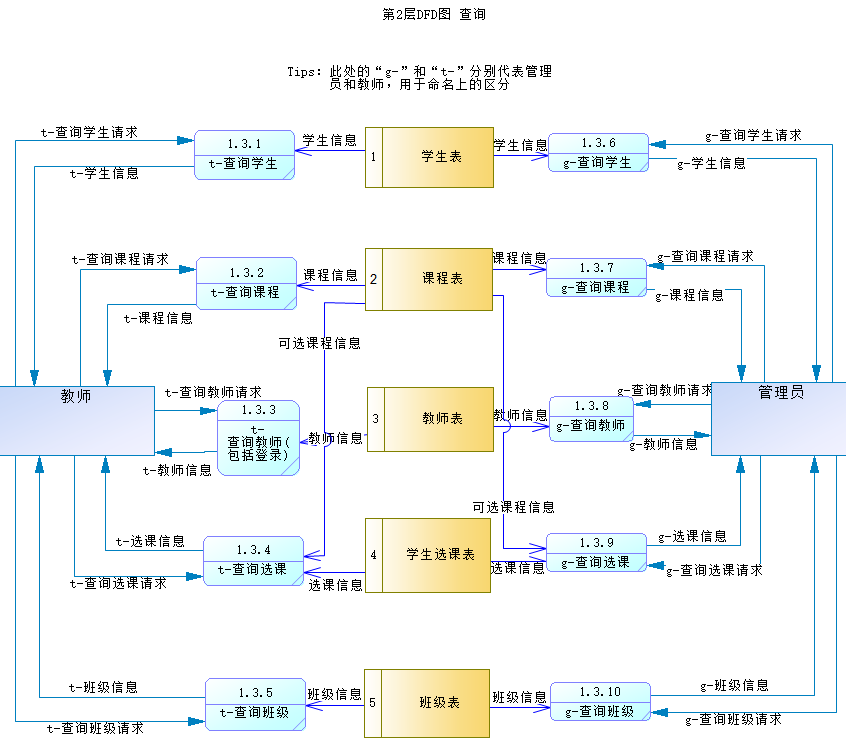 第2层DFD图 查询
Tips: 此处的“g-”和“t-”分别代表管理
员和教师，用于命名上的区分
t-查询学生请求
1.3.1
t-查询学生
学生信息
1
学生表
学生信息
1.3.6
g-查询学生
g-查询学生请求
g-学生信息
t-学生信息
t-查询课程请求
1.3.2
t-查询课程
课程信息
2
课程表
课程信息
1.3.7
g-查询课程
g-查询课程请求
g-课程信息
t-课程信息
可选课程信息
教师
管理员
t-查询教师请求
1.3.3
t-
查询教师(
包括登录)
教师信息
3
教师表
教师信息
1.3.8
g-查询教师
g-查询教师请求
g-教师信息
t-教师信息
可选课程信息
t-选课信息
1.3.4
t-查询选课
选课信息
4
学生选课表
选课信息
1.3.9
g-查询选课
g-选课信息
g-查询选课请求
t-查询选课请求
t-班级信息
1.3.5
t-查询班级
班级信息
5
班级表
班级信息
1.3.10
g-查询班级
g-班级信息
g-查询班级请求
t-查询班级请求